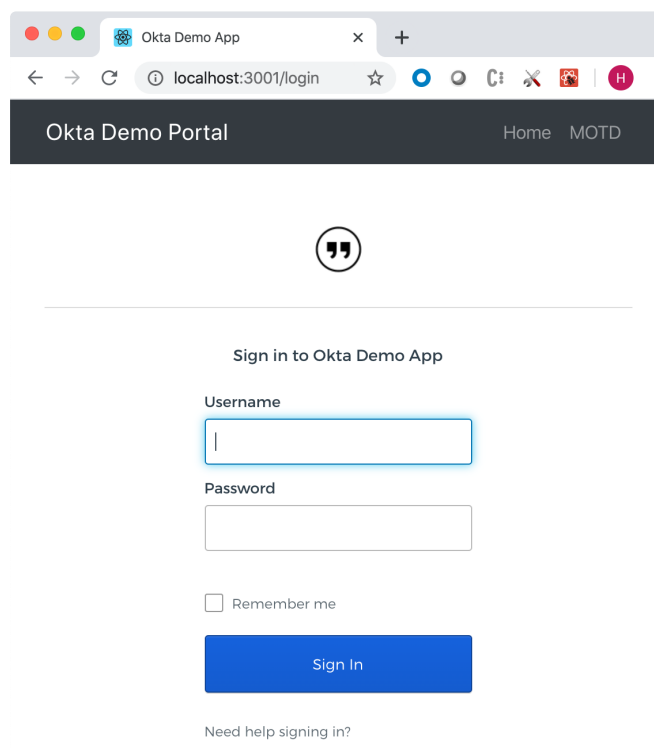 Okta Demo App
localhost:3001/login
H
Okta Demo Portal Home MOTD
Sign in to Okta Demo App
Username
Password
Remember me
Sign In
Need help signing in?